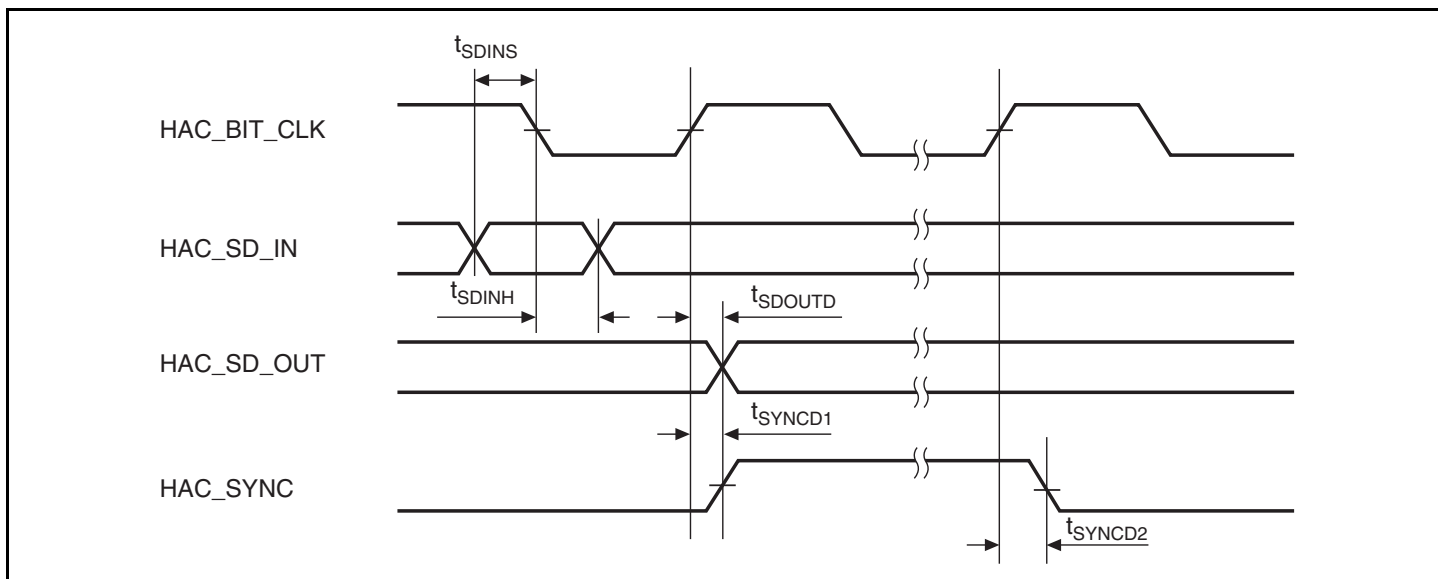 tSDINS
HAC_BIT_CLK
HAC_SD_IN
tSDINH
tSDOUTD
HAC_SD_OUT
tSYNCD1
HAC_SYNC
tSYNCD2